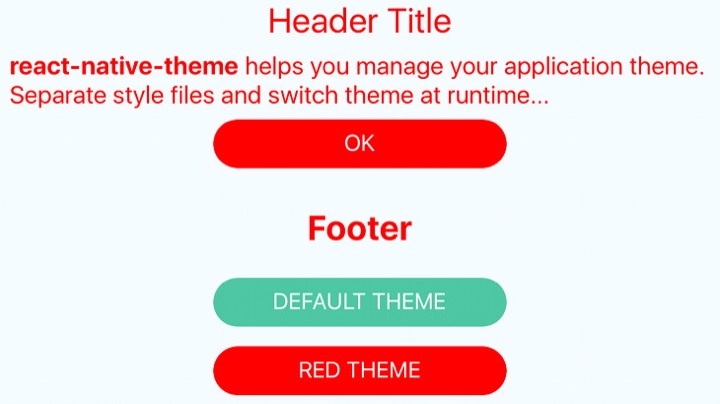 Header Title
react-native-theme helps you manage your application theme.
Separate style files and switch theme at runtime...
OK
Footer
DEFAULT THEME
RED THEME